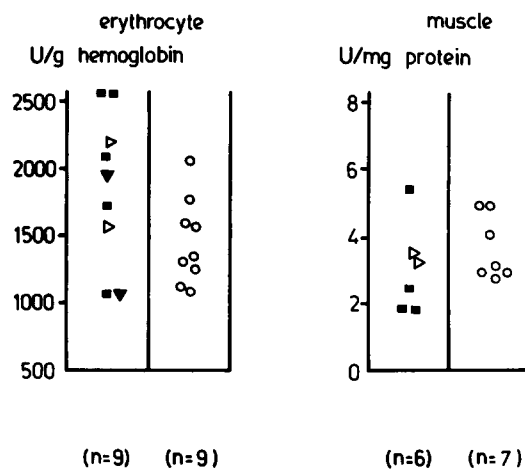 erythrocyte
U/g hemoglobin
2500
2000
1500
1000
500
(n=9) (n=9)
muscle
U/mg protein
8
6
4
2
0
(n=6) (n=7)